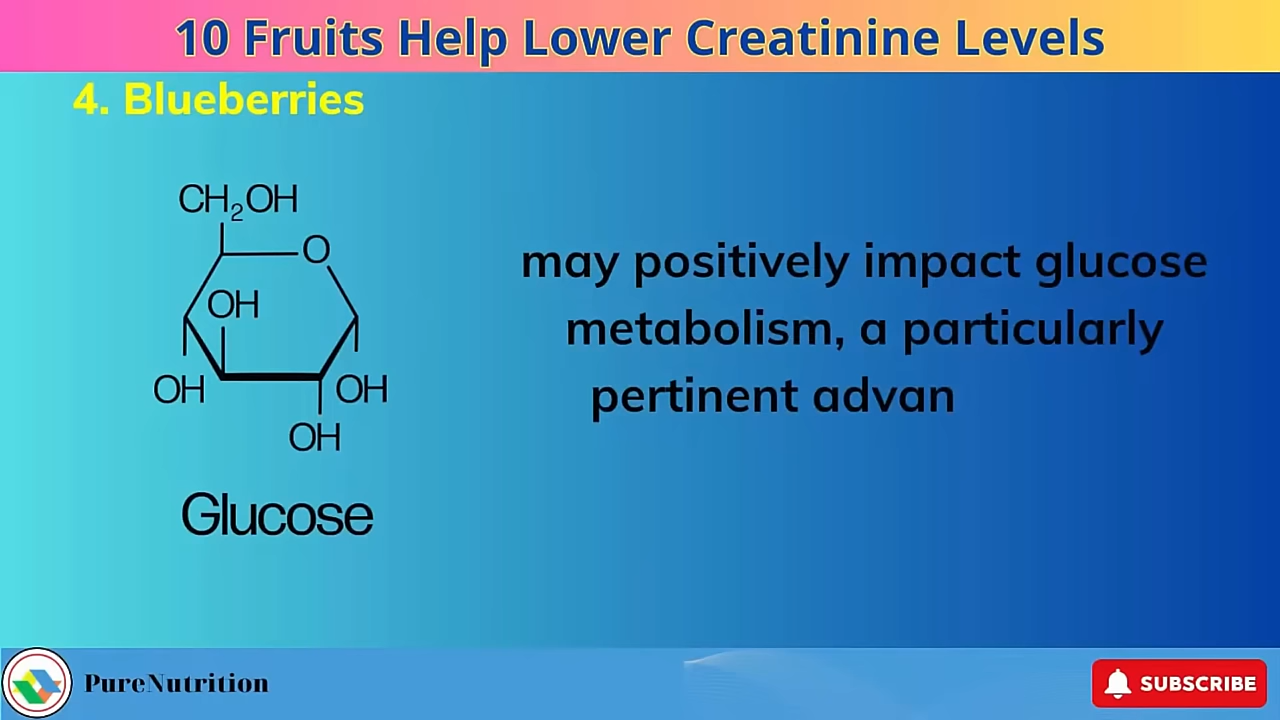 10 Fruits Help Lower Creatinine Levels
4. Blueberries
CH₂OH
O
OH
OH
OH
OH
Glucose
may positively impact glucose
metabolism, a particularly
pertinent advan
PureNutrition
SUBSCRIBE